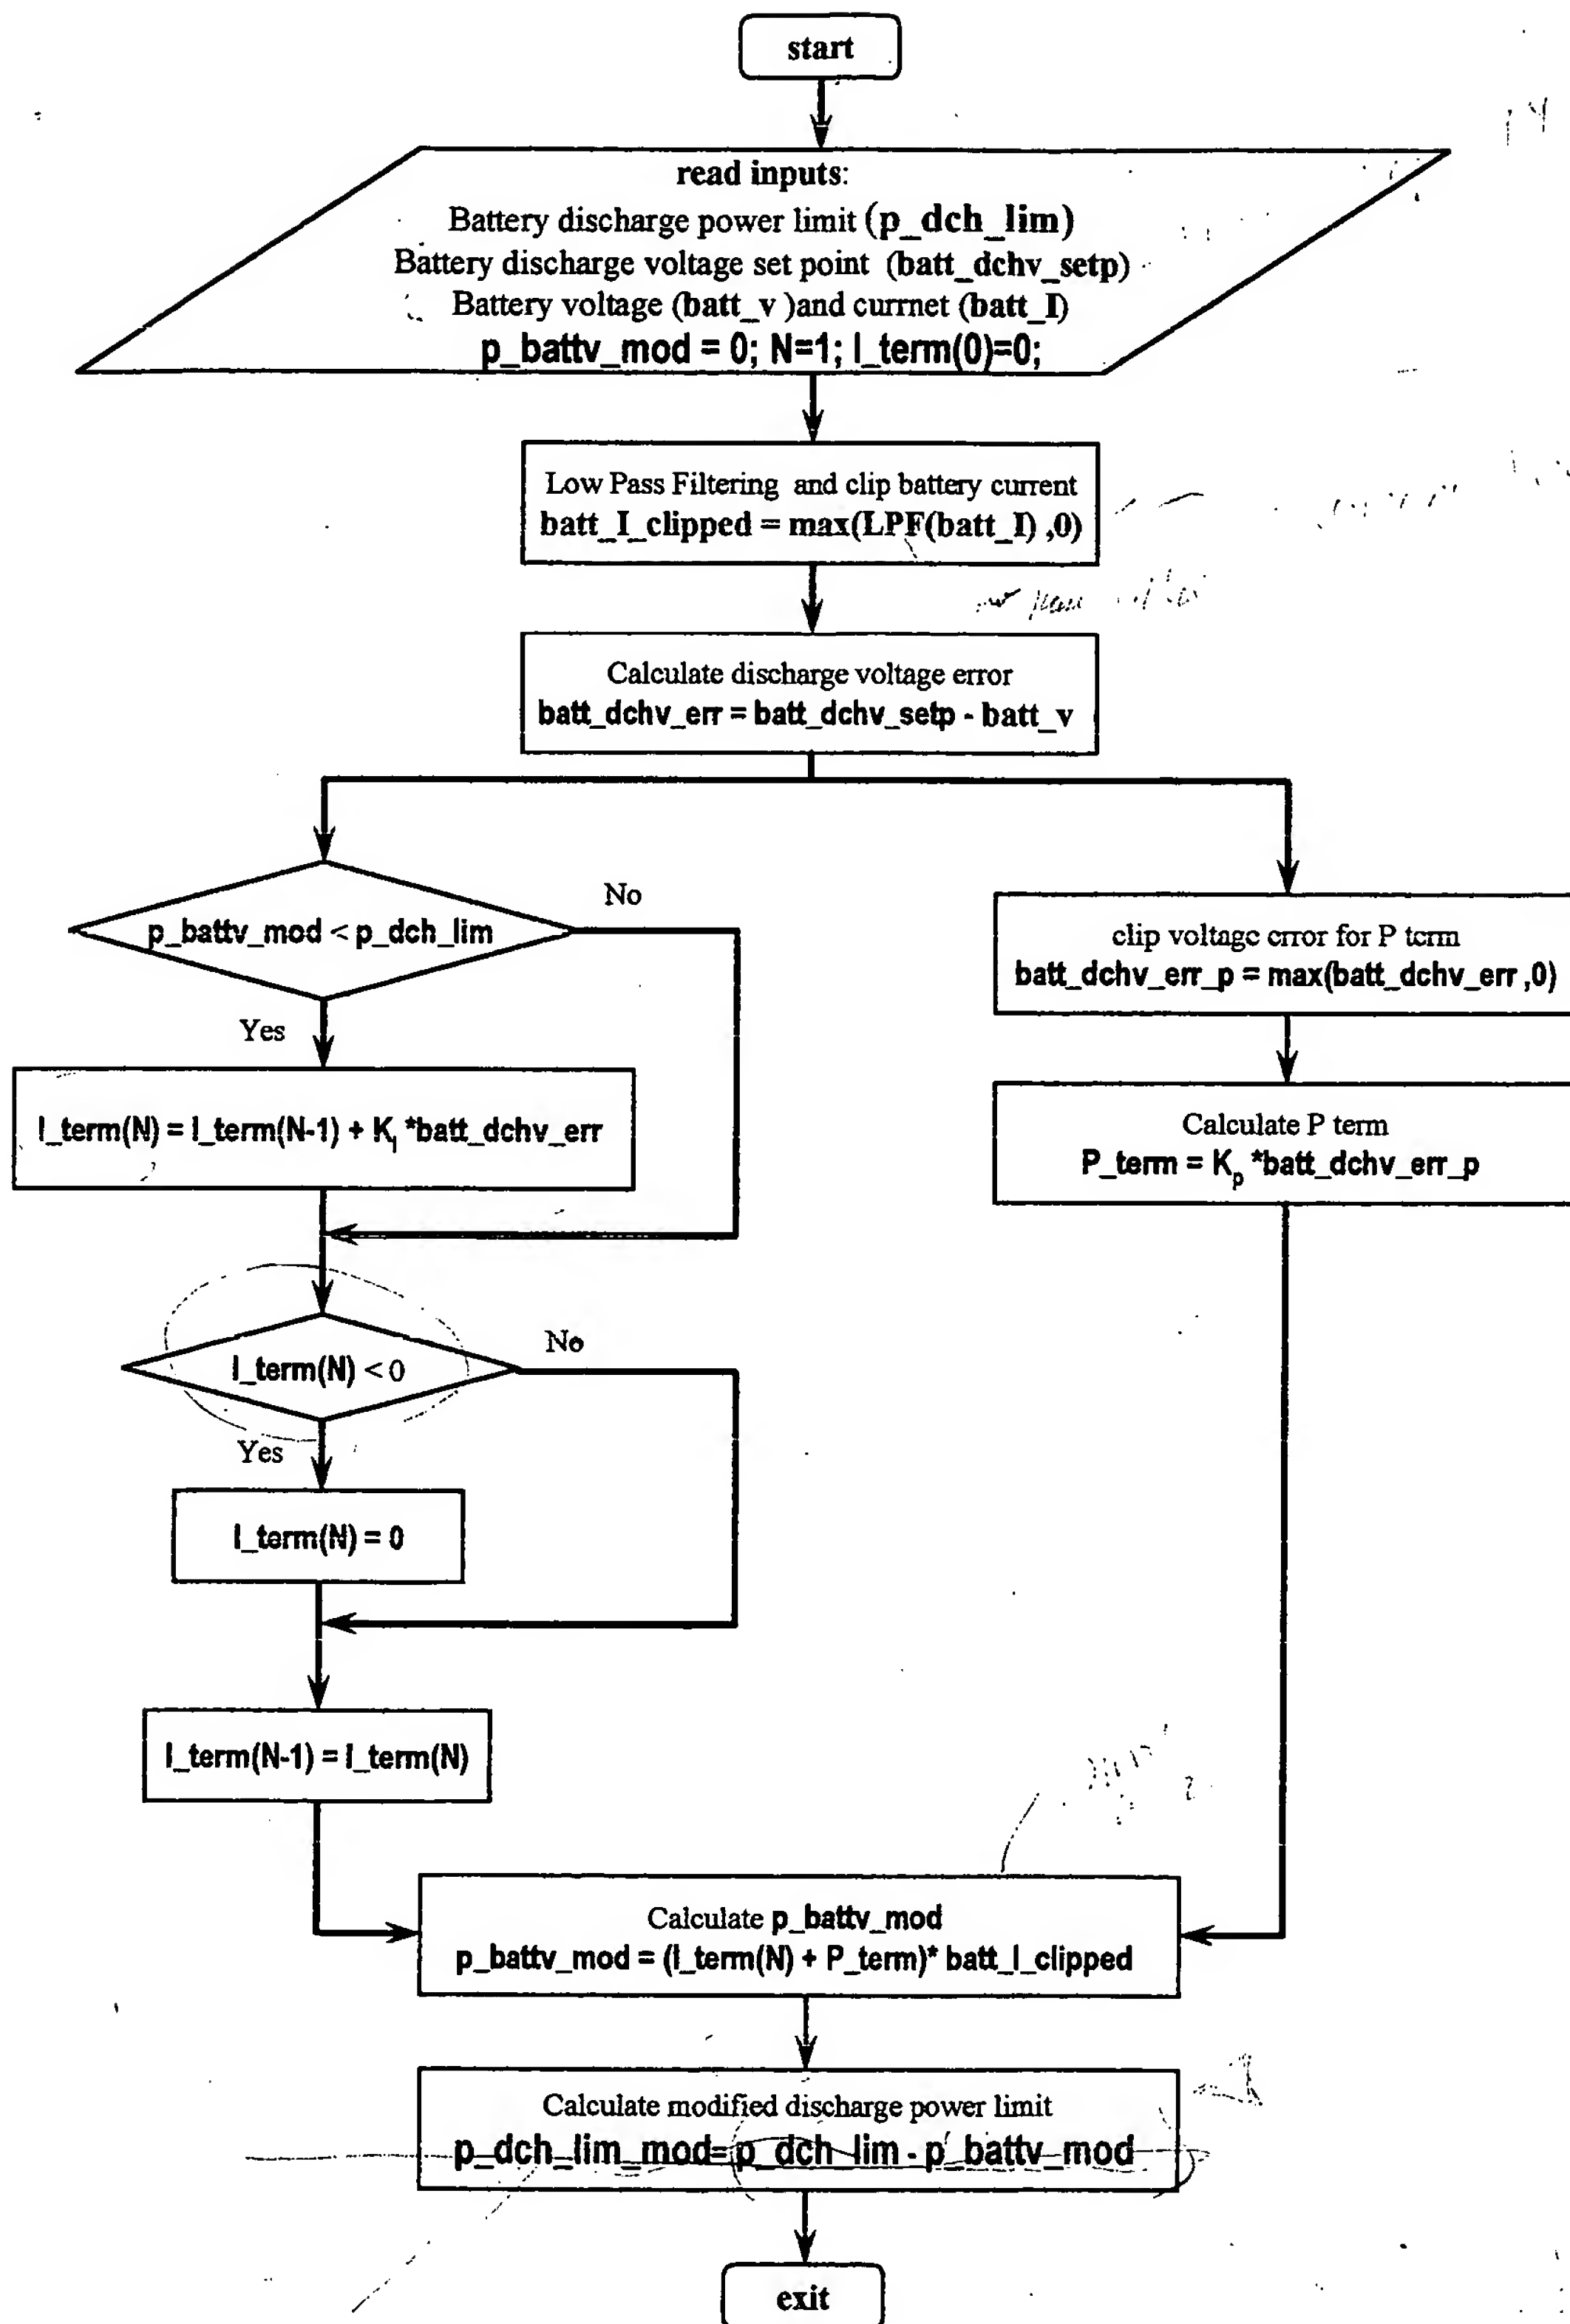 start
read inputs:
Battery discharge power limit (p_dch_lim)
Battery discharge voltage set point (batt_dchv_setp)
Battery voltage (batt_v )and currnet (batt_I)
p_battv_mod = 0; N=1; I_term(0)=0;
Low Pass Filtering and clip battery current
batt_I_clipped = max(LPF(batt_I) ,0)
Calculate discharge voltage error
batt_dchv_err = batt_dchv_setp - batt_v
p_battv_mod < p_dch_lim
No
Yes
I_term(N) = I_term(N-1) + K_I *batt_dchv_err
clip voltage error for P term
batt_dchv_err_p = max(batt_dchv_err ,0)
Calculate P term
P_term = K_p *batt_dchv_err_p
I_term(N) < 0
No
Yes
I_term(N) = 0
I_term(N-1) = I_term(N)
Calculate p_battv_mod
p_battv_mod = (I_term(N) + P_term)* batt_I_clipped
Calculate modified discharge power limit
p_dch_lim_mod= p_dch_lim - p_battv_mod
exit